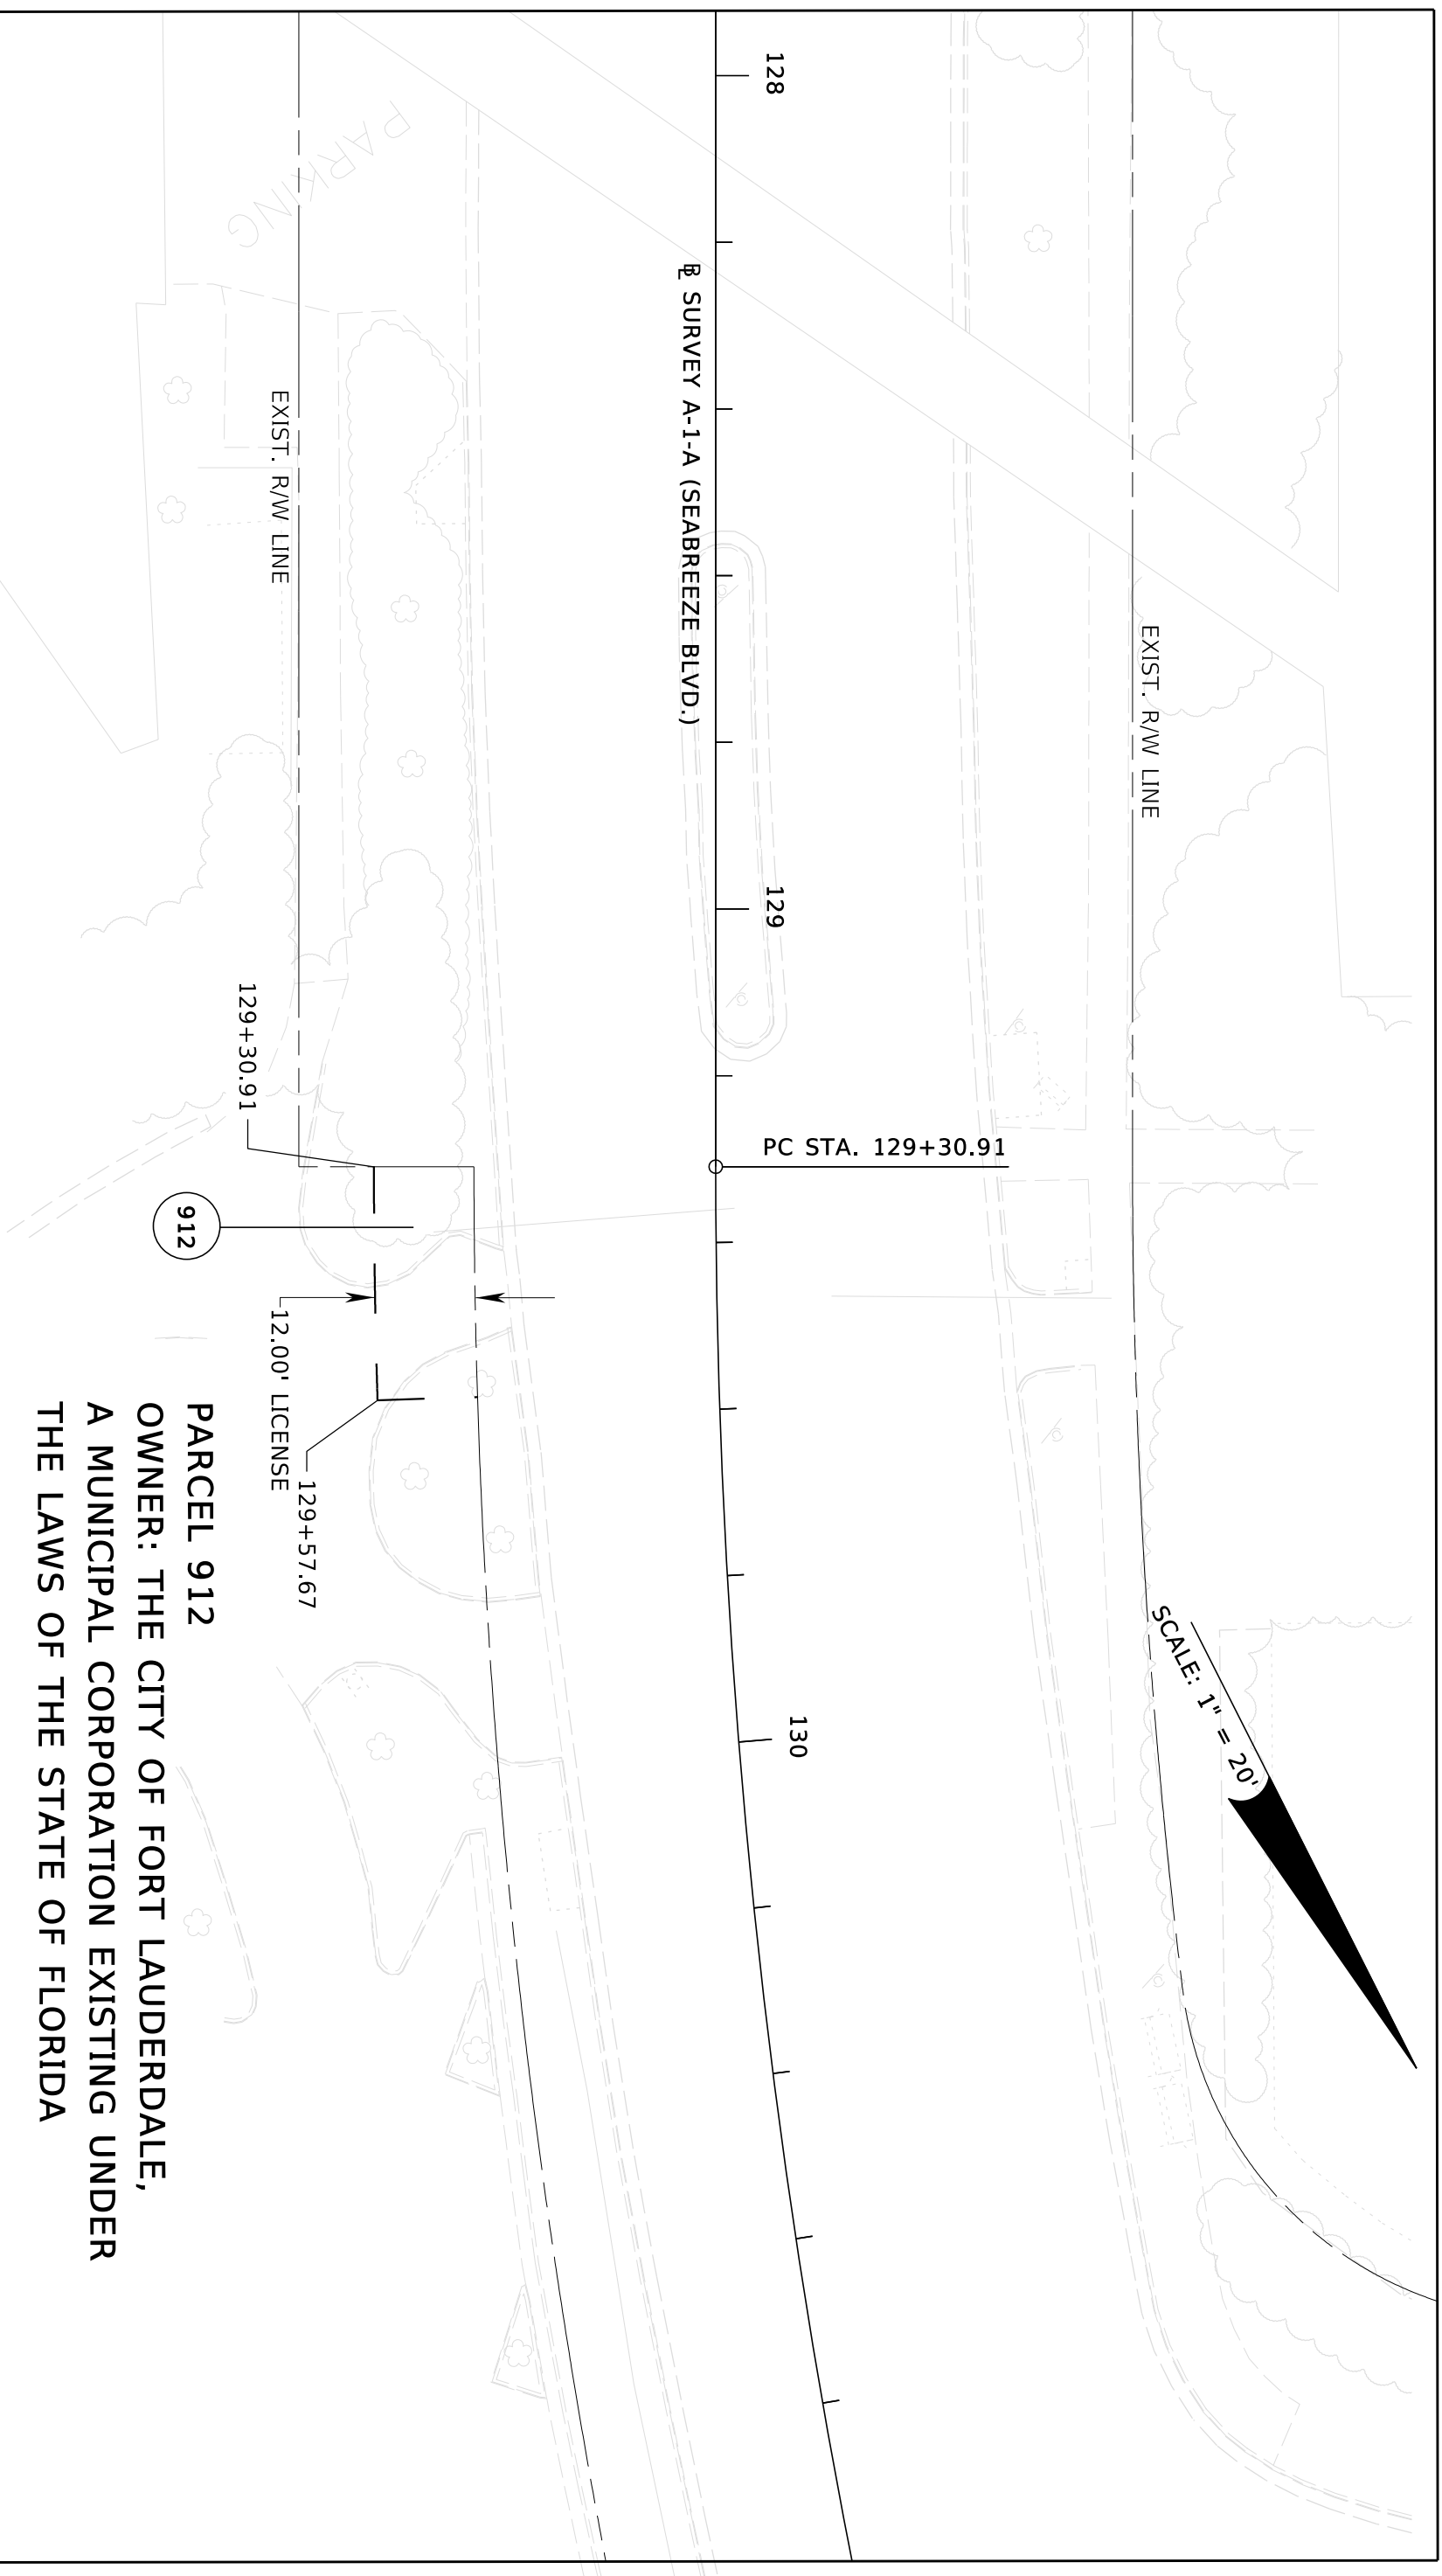 128
129
130
EXIST. R/W LINE
SCALE: 1" = 20'
PC STA. 129+30.91
BL SURVEY A-1-A (SEABREEZE BLVD.)
PARKING
EXIST. R/W LINE
129+30.91
912
12.00' LICENSE
129+57.67
PARCEL 912
OWNER: THE CITY OF FORT LAUDERDALE,
A MUNICIPAL CORPORATION EXISTING UNDER
THE LAWS OF THE STATE OF FLORIDA